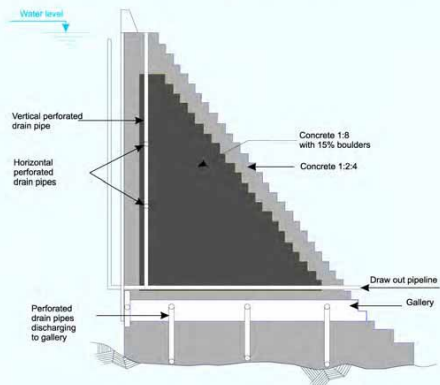 Water level
Vertical perforated
drain pipe
Concrete 1:8
with 15% boulders
Concrete 1:2:4
Horizontal
perforated
drain pipes
Draw out pipeline
Gallery
Perforated
drain pipes
discharging
to gallery